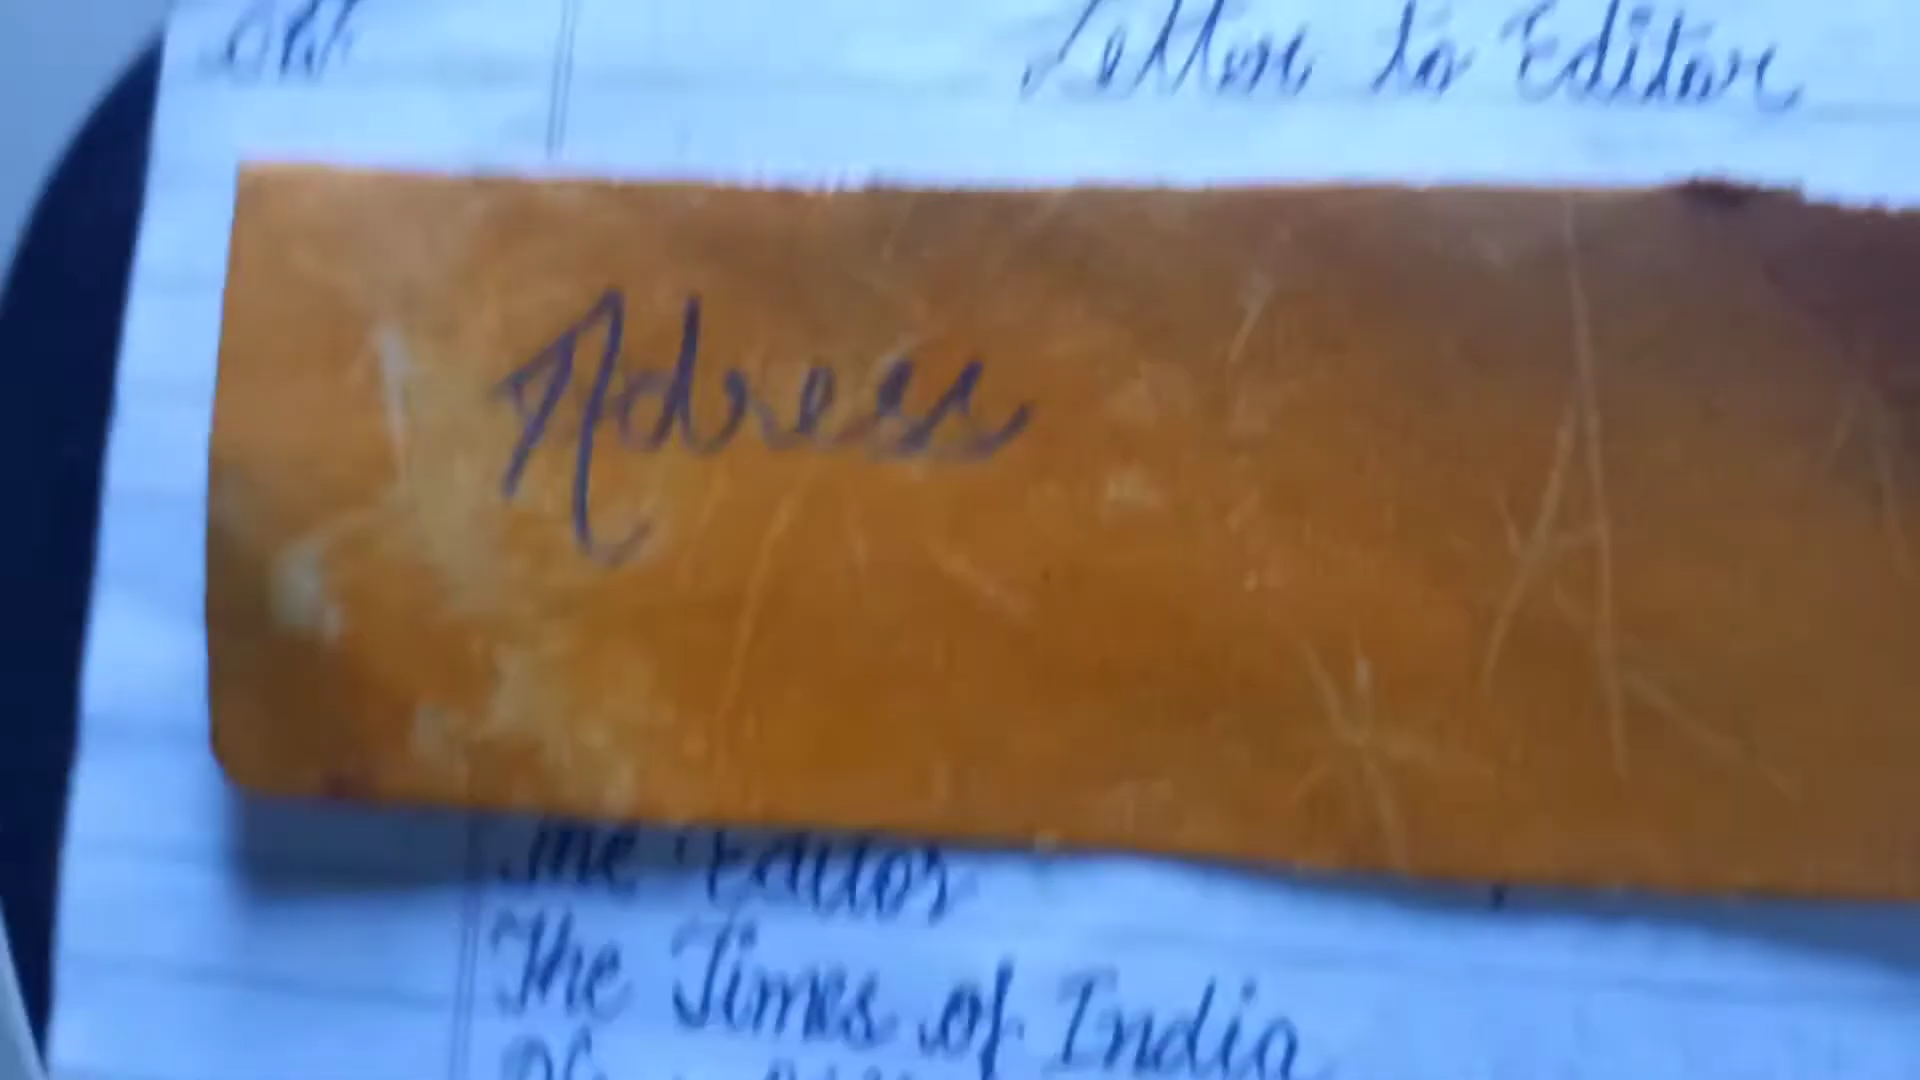 Letter to Editor
Adress
The Editor
The Times of India